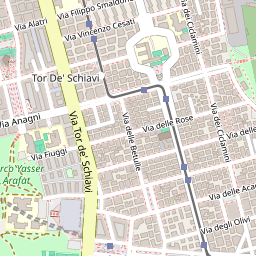 Via Filippo Smaldone
Via Alatri
Via Vincenzo Cesati
Via dei Ciclamini
Tor De' Schiavi
Via Anagni
Via delle Rose
Via Tor de' Schiavi
Via delle Betulle
Via dei Ciclamini
Via Fiuggi
Parco Yasser
Arafat
Via delle Aca
Via degli Olivi